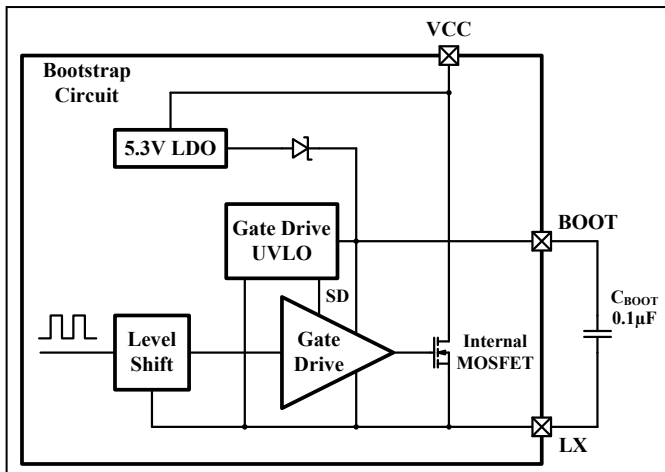 VCC
Bootstrap
Circuit
5.3V LDO
Gate Drive
UVLO
BOOT
SD
CBOOT
0.1µF
Level
Shift
Gate
Drive
Internal
MOSFET
LX